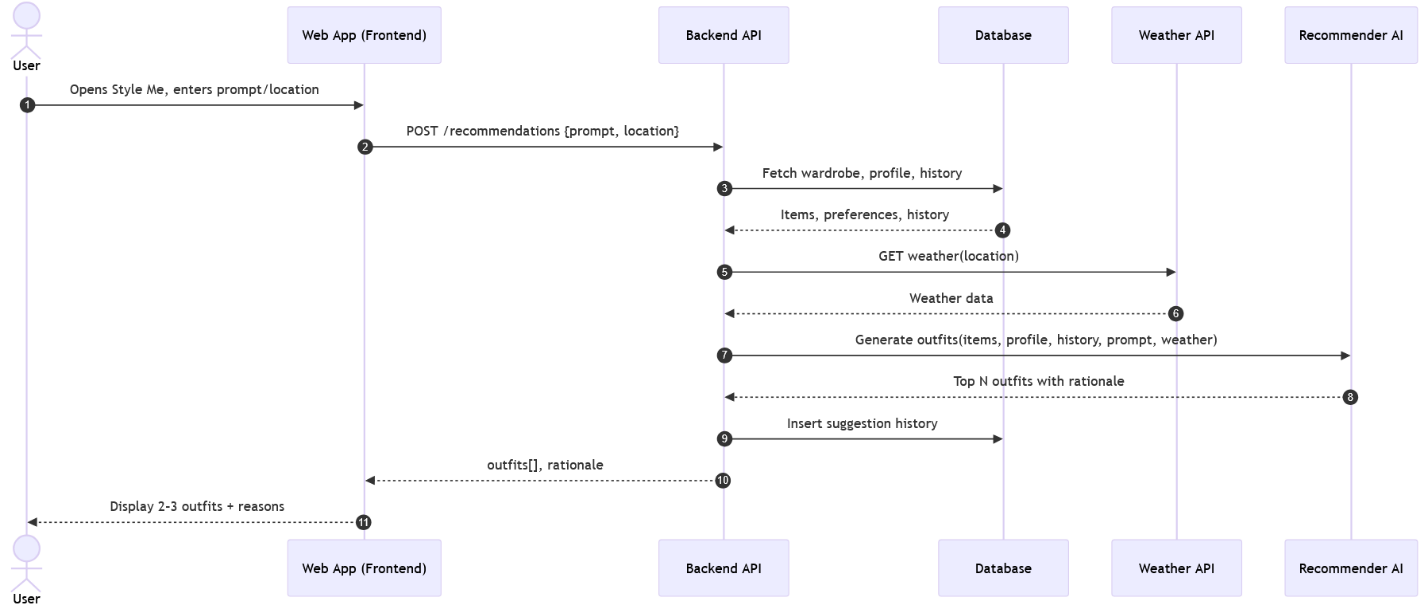 Web App (Frontend)
Backend API
Database
Weather API
Recommender AI
User
Opens Style Me, enters prompt/location
1
POST /recommendations {prompt, location}
2
Fetch wardrobe, profile, history
3
Items, preferences, history
4
GET weather(location)
5
Weather data
6
Generate outfits(items, profile, history, prompt, weather)
7
Top N outfits with rationale
8
Insert suggestion history
9
outfits[], rationale
10
Display 2-3 outfits + reasons
11
Web App (Frontend)
Backend API
Database
Weather API
Recommender AI
User